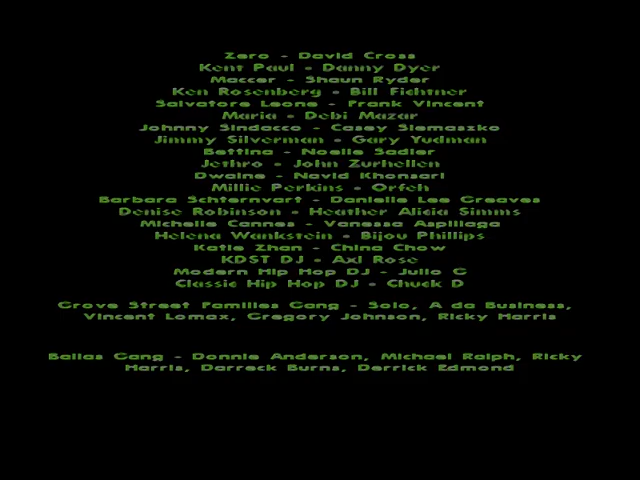 Zero - David Cross
Kent Paul - Danny Dyer
Maccer - Shaun Ryder
Ken Rosenberg - Bill Fichtner
Salvatore Leone - Frank Vincent
Maria - Debi Mazar
Johnny Sindacco - Casey Siemaszko
Jimmy Silverman - Gary Yudman
Bettina - Noelle Sadler
Jethro - John Zurhellen
Dwaine - Navid Khonsari
Millie Perkins - Orfeh
Barbara Schternvart - Danielle Lee Greaves
Denise Robinson - Heather Alicia Simms
Michelle Cannes - Vanessa Aspillaga
Helena Wankstein - Bijou Phillips
Katie Zhan - China Chow
KDST DJ - Axl Rose
Modern Hip Hop DJ - Julio G
Classic Hip Hop DJ - Chuck D
Grove Street Families Gang - Solo, A da Business,
Vincent Lomax, Gregory Johnson, Ricky Harris
Ballas Gang - Donnie Anderson, Michael Ralph, Ricky
Harris, Darreck Burns, Derrick Edmond